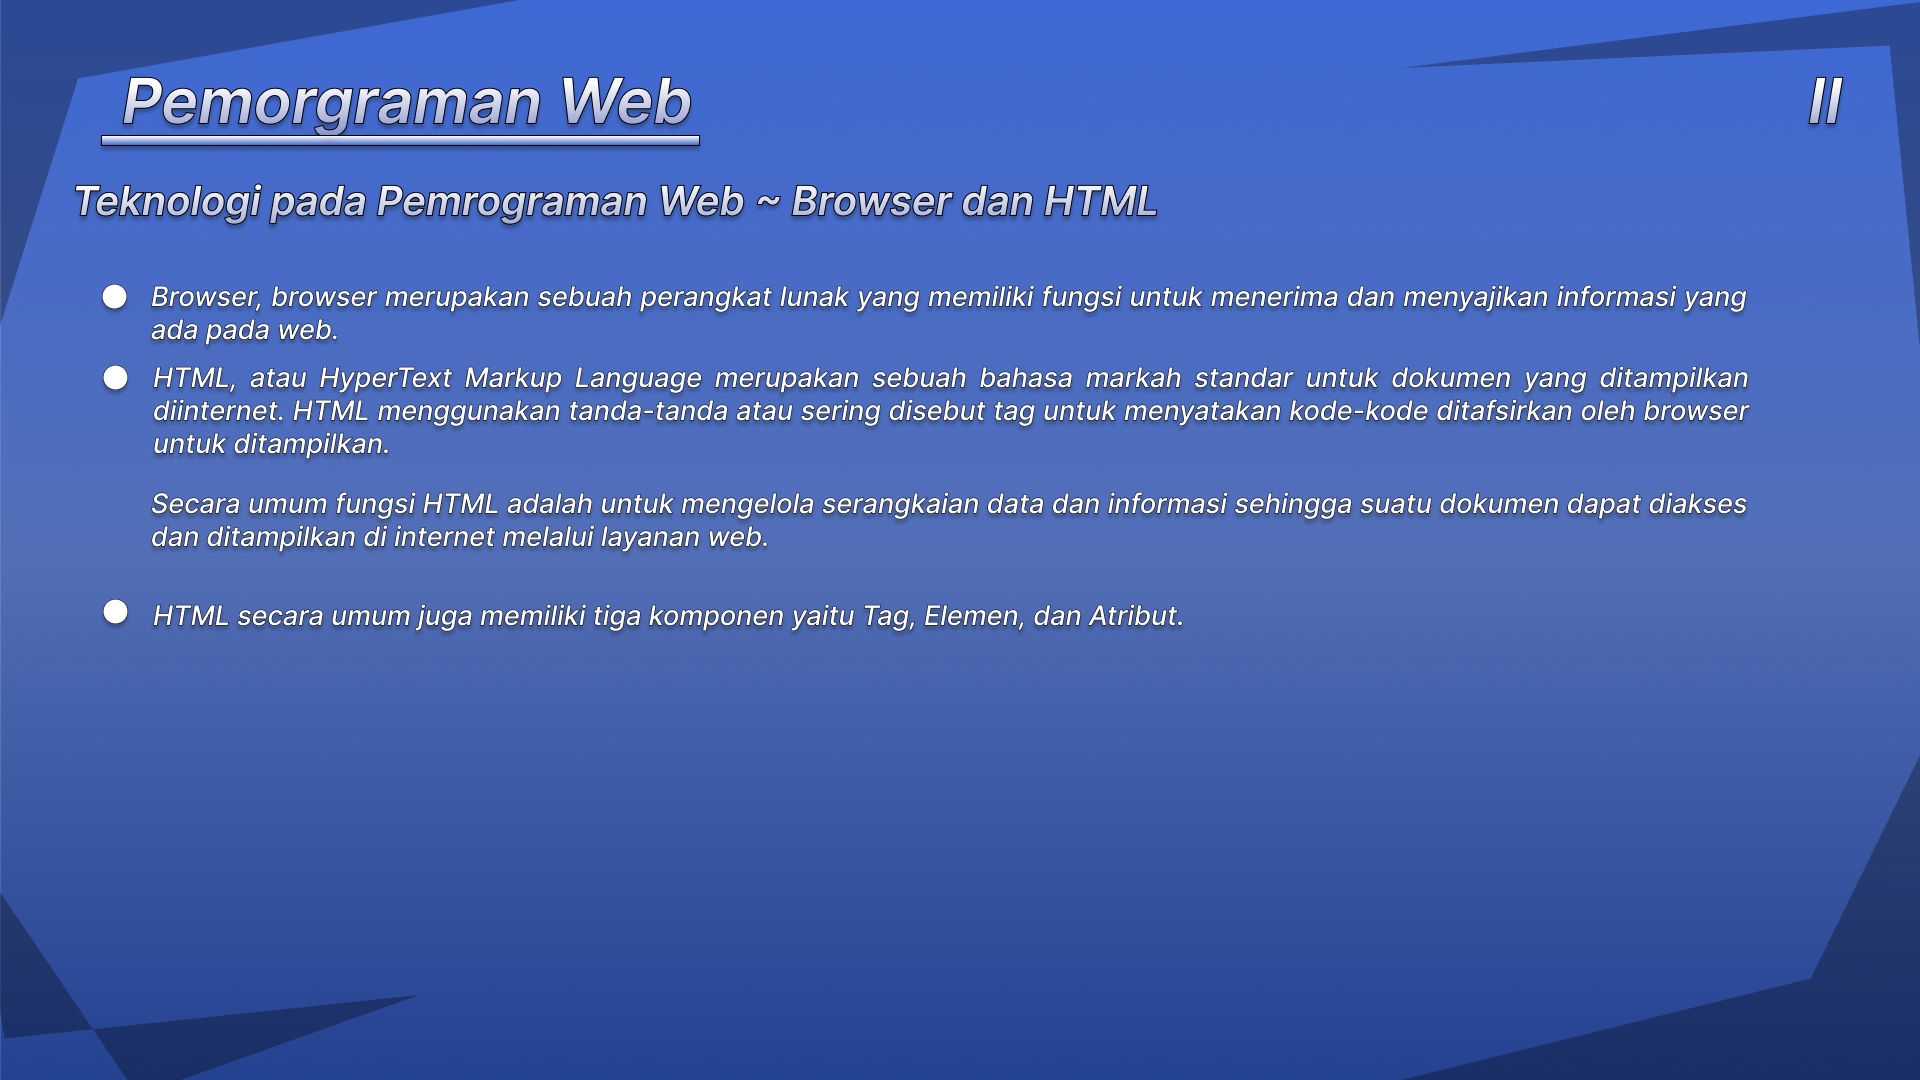 Pemorgraman Web
II
Teknologi pada Pemrograman Web ~ Browser dan HTML
Browser, browser merupakan sebuah perangkat lunak yang memiliki fungsi untuk menerima dan menyajikan informasi yang
ada pada web.
HTML, atau HyperText Markup Language merupakan sebuah bahasa markah standar untuk dokumen yang ditampilkan
diinternet. HTML menggunakan tanda-tanda atau sering disebut tag untuk menyatakan kode-kode ditafsirkan oleh browser
untuk ditampilkan.
Secara umum fungsi HTML adalah untuk mengelola serangkaian data dan informasi sehingga suatu dokumen dapat diakses
dan ditampilkan di internet melalui layanan web.
HTML secara umum juga memiliki tiga komponen yaitu Tag, Elemen, dan Atribut.